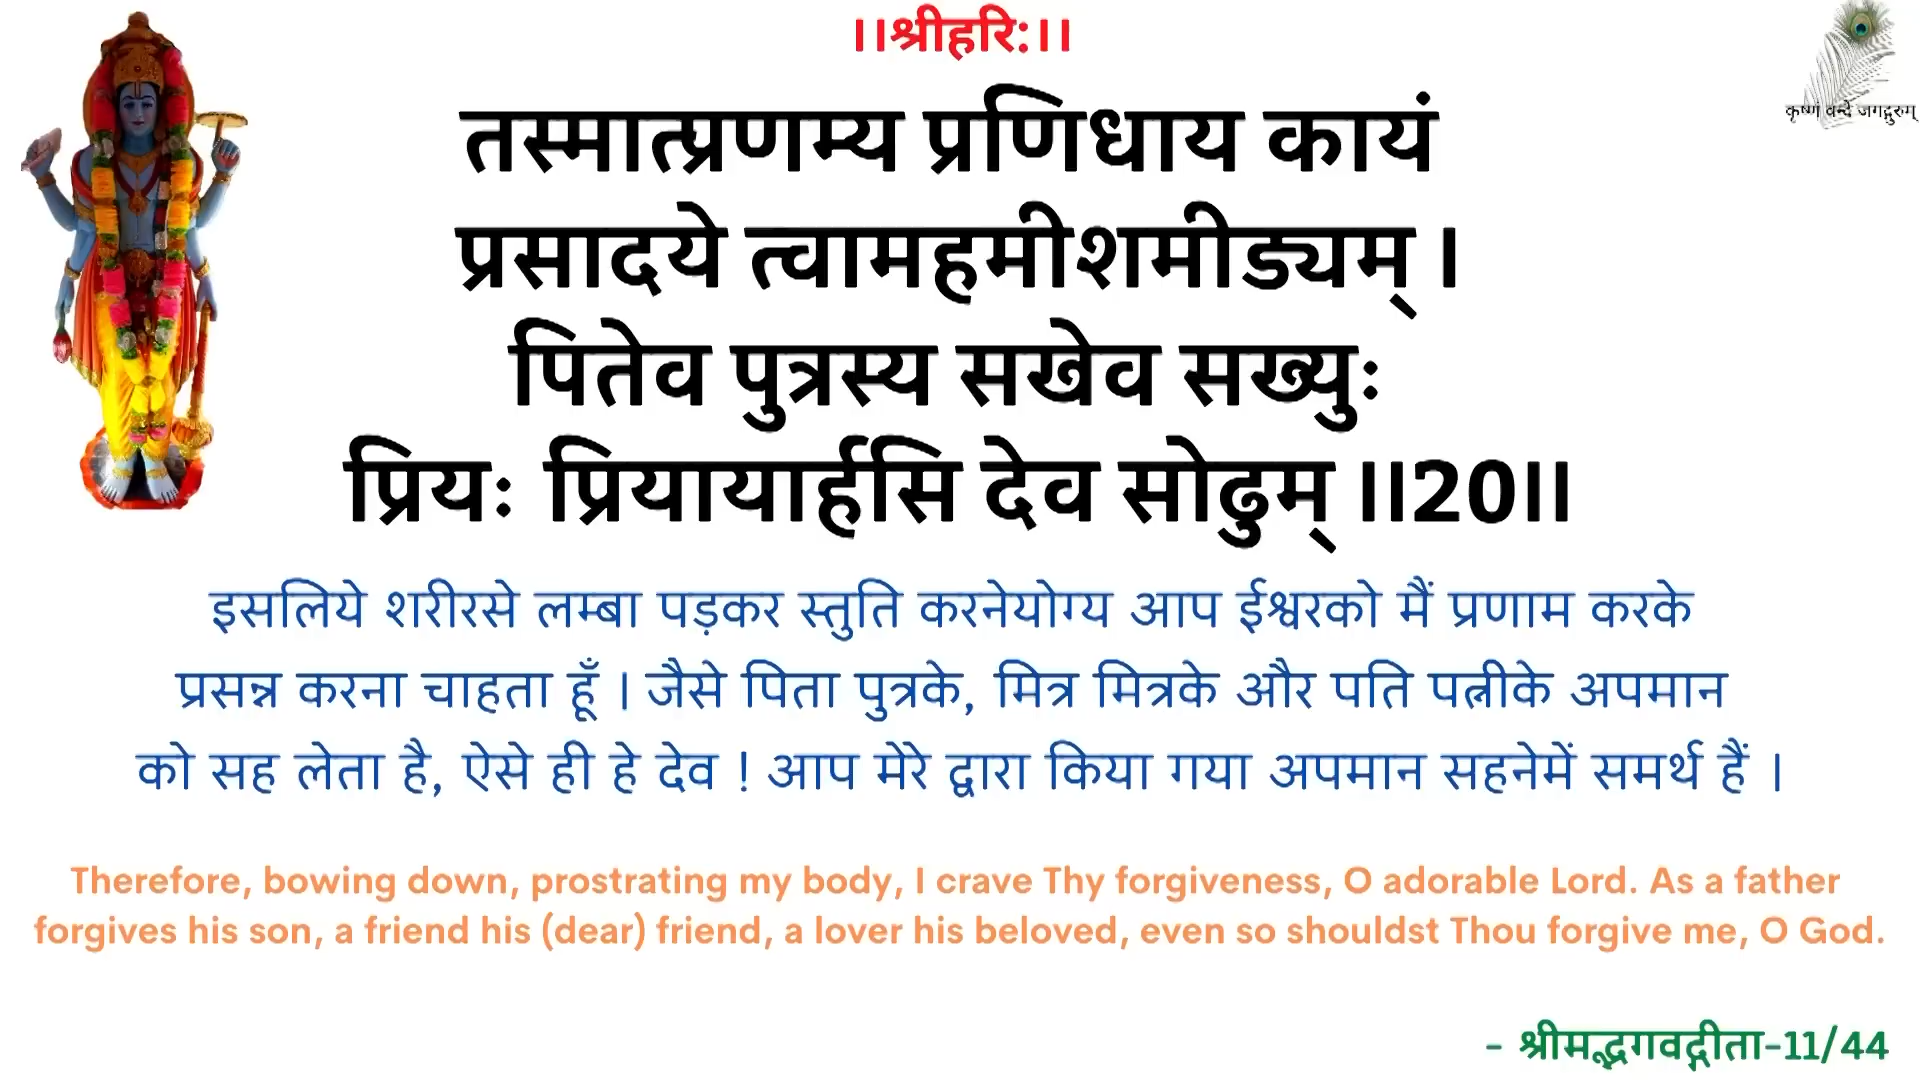 ।।श्रीहरि:।।
कृष्णं वन्दे जगद्गुरुम्
तस्मात्प्रणम्य प्रणिधाय कायं
प्रसादये त्वामहमीशमीड्यम् ।
पितेव पुत्रस्य सखेव सख्युः
प्रियः प्रियायार्हसि देव सोढुम् ।।20।।
इसलिये शरीरसे लम्बा पड़कर स्तुति करनेयोग्य आप ईश्वरको मैं प्रणाम करके
प्रसन्न करना चाहता हूँ । जैसे पिता पुत्रके, मित्र मित्रके और पति पत्नीके अपमान
को सह लेता है, ऐसे ही हे देव ! आप मेरे द्वारा किया गया अपमान सहनेमें समर्थ हैं ।
Therefore, bowing down, prostrating my body, I crave Thy forgiveness, O adorable Lord. As a father
forgives his son, a friend his (dear) friend, a lover his beloved, even so shouldst Thou forgive me, O God.
- श्रीमद्भगवद्गीता-11/44